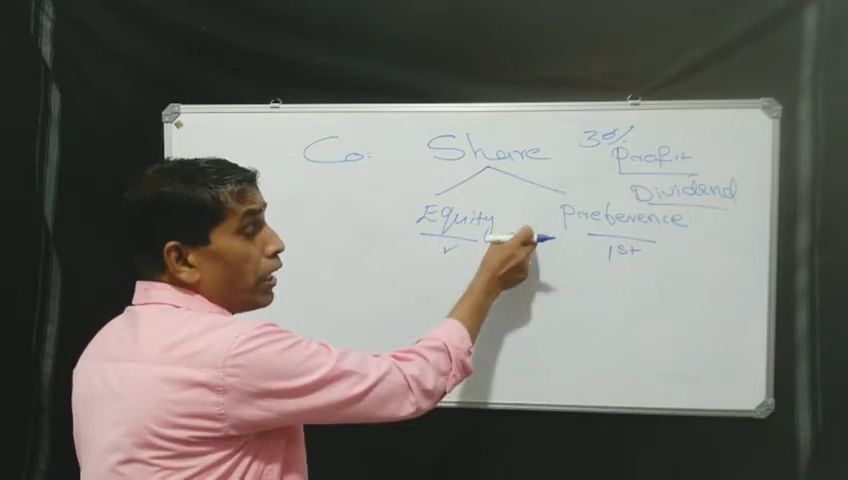 Co. Share 30% Profit
Dividend
Equity Preference
✓ 1st